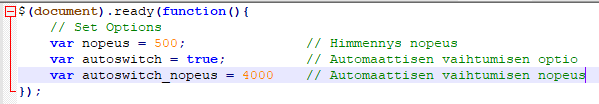 $(document).ready(function(){
// Set Options
var nopeus = 500; // Himmennys nopeus
var autoswitch = true; // Automaattisen vaihtumisen optio
var autoswitch_nopeus = 4000 // Automaattisen vaihtumisen nopeus
});